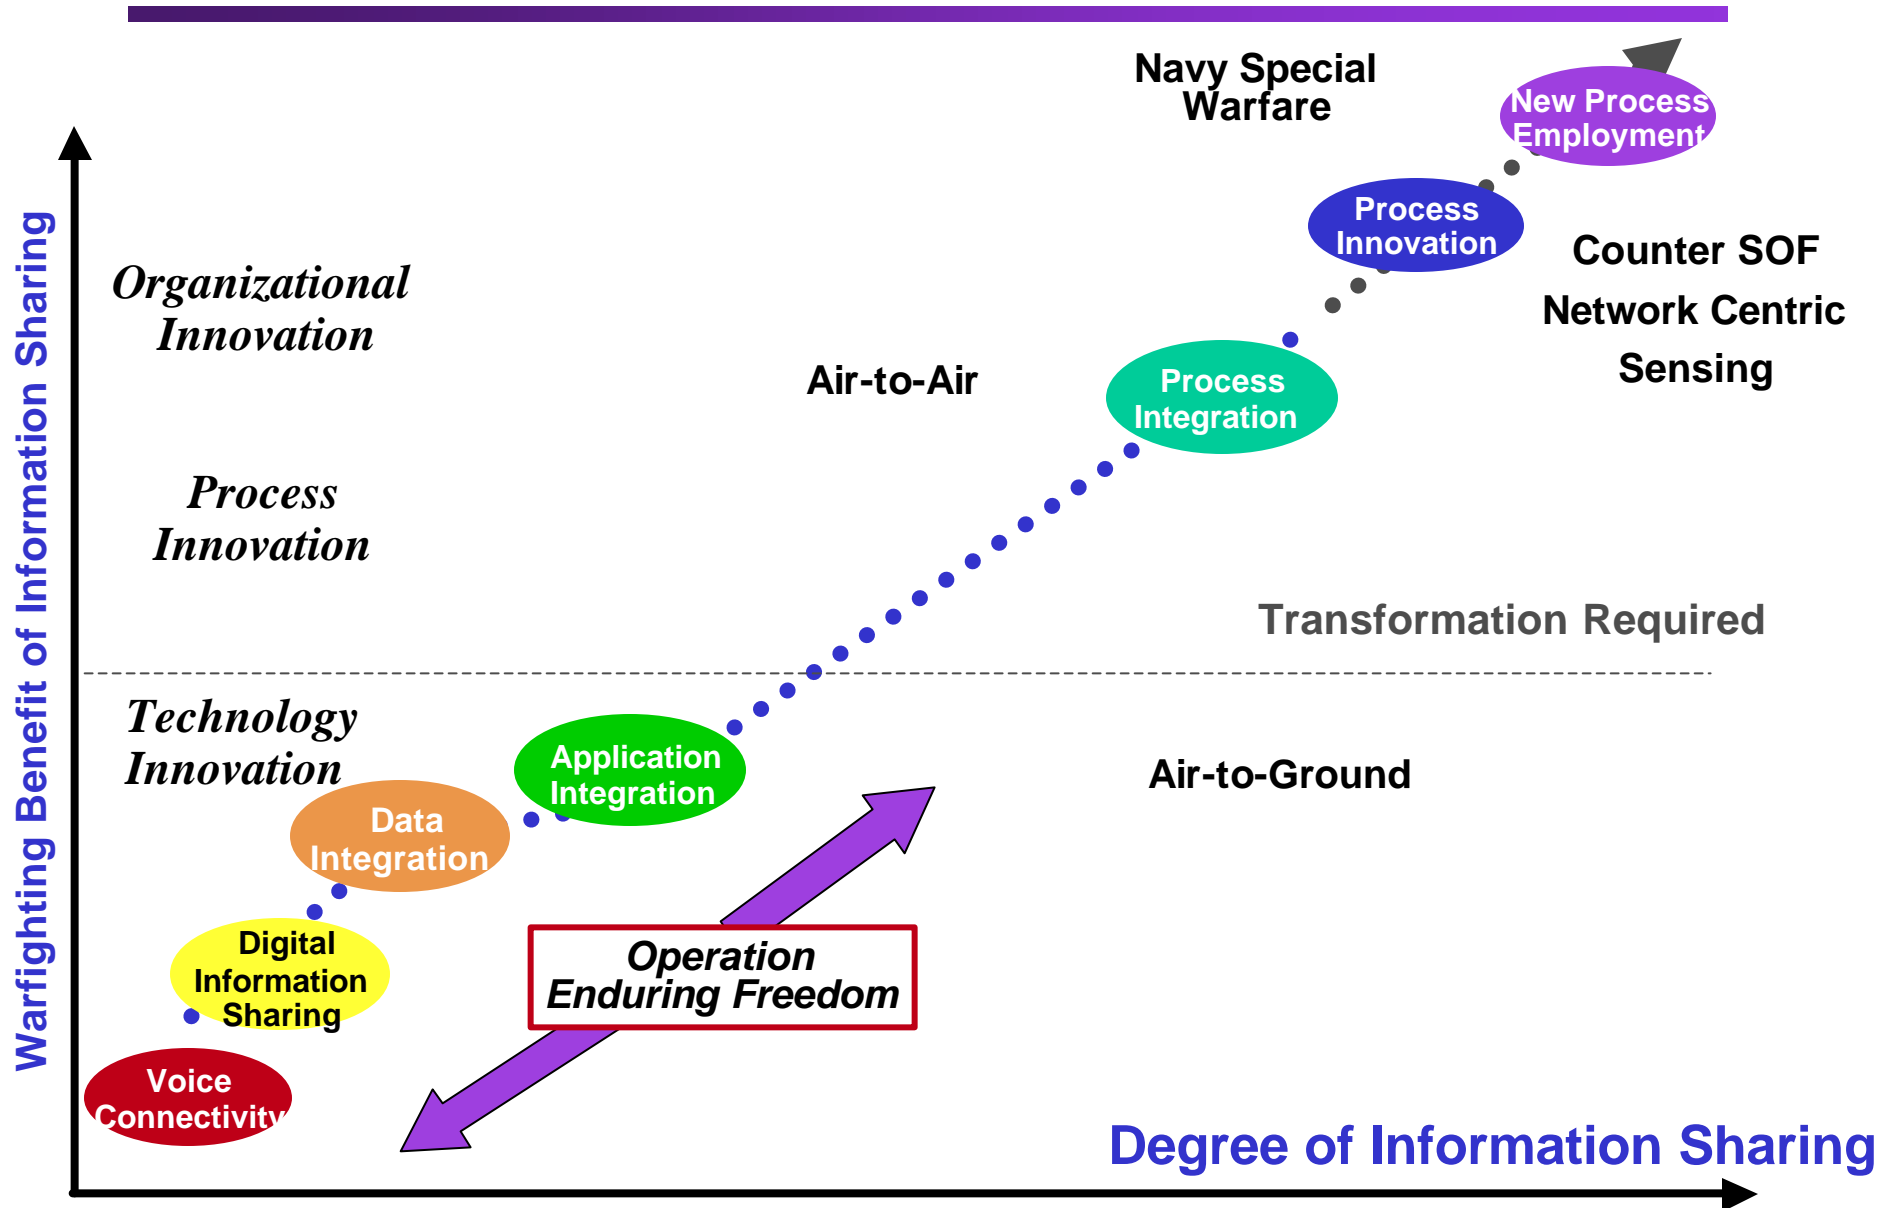 Navy Special
Warfare
New Process
Employment
Process
Innovation
Counter SOF
Network Centric
Sensing
Organizational
Innovation
Air-to-Air
Process
Integration
Process
Innovation
Transformation Required
Technology
Innovation
Application
Integration
Air-to-Ground
Data
Integration
Digital
Information
Sharing
Operation
Enduring Freedom
Voice
Connectivity
Warfighting Benefit of Information Sharing
Degree of Information Sharing